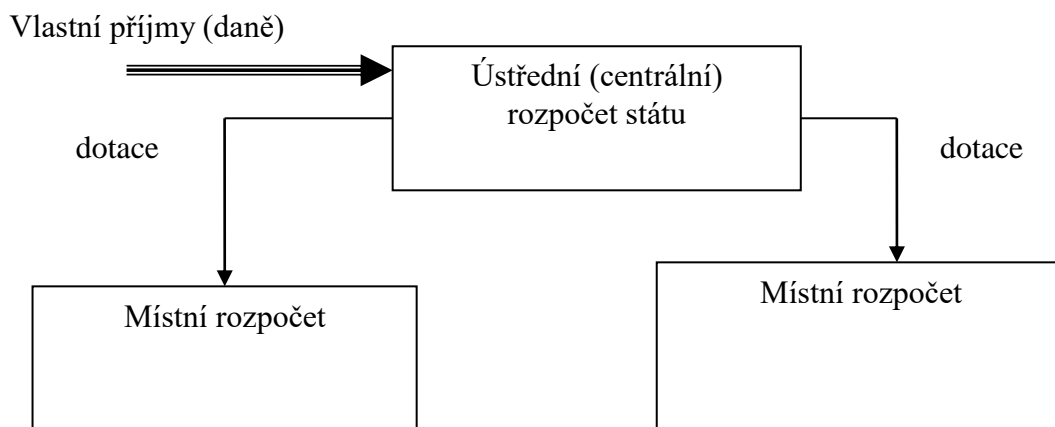 Vlastní příjmy (daně)
Ústřední (centrální)
rozpočet státu
dotace
dotace
Místní rozpočet
Místní rozpočet